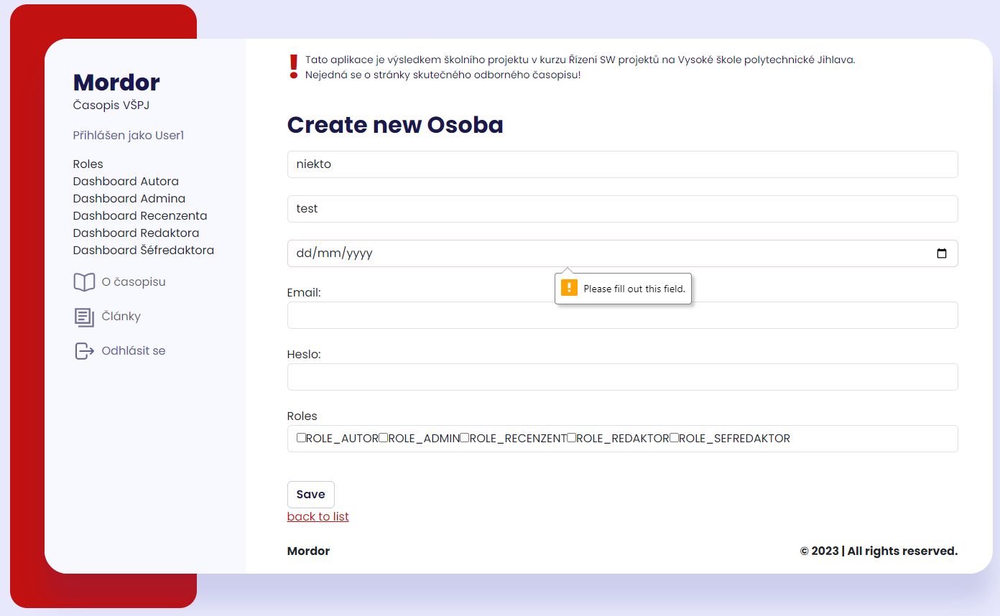 Mordor
Časopis VŠPJ
Přihlášen jako User1
Roles
Dashboard Autora
Dashboard Admina
Dashboard Recenzenta
Dashboard Redaktora
Dashboard Šéfredaktora
O časopisu
Články
Odhlásit se
Tato aplikace je výsledkem školního projektu v kurzu Řízení SW projektů na Vysoké škole polytechnické Jihlava.
Nejedná se o stránky skutečného odborného časopisu!
Create new Osoba
niekto
test
dd/mm/yyyy
Please fill out this field.
Email:
Heslo:
Roles
ROLE_AUTOR ROLE_ADMIN ROLE_RECENZENT ROLE_REDAKTOR ROLE_SEFREDAKTOR
Save
back to list
Mordor
© 2023 | All rights reserved.